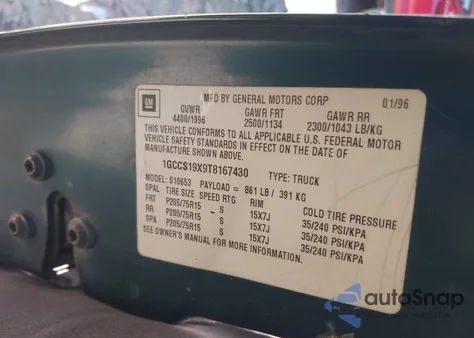 GM
MFD BY GENERAL MOTORS CORP 01/96
GVWR GAWR FRT GAWR RR
4400/1996 2500/1134 2300/1043 LB/KG
THIS VEHICLE CONFORMS TO ALL APPLICABLE U.S. FEDERAL MOTOR
VEHICLE SAFETY STANDARDS IN EFFECT ON THE DATE OF
MANUFACTURE SHOWN ABOVE.
1GCCS19X9T8167430 TYPE: TRUCK
MODEL: S10653 PAYLOAD = 861 LB / 391 KG
SPAL TIRE SIZE SPEED RTG RIM COLD TIRE PRESSURE
FRT P205/75R15 - S 15X7J 35/240 PSI/KPA
RR P205/75R15 - S 15X7J 35/240 PSI/KPA
SPA P205/75R15 - S 15X7J 35/240 PSI/KPA
SEE OWNER'S MANUAL FOR MORE INFORMATION.
autoSnap